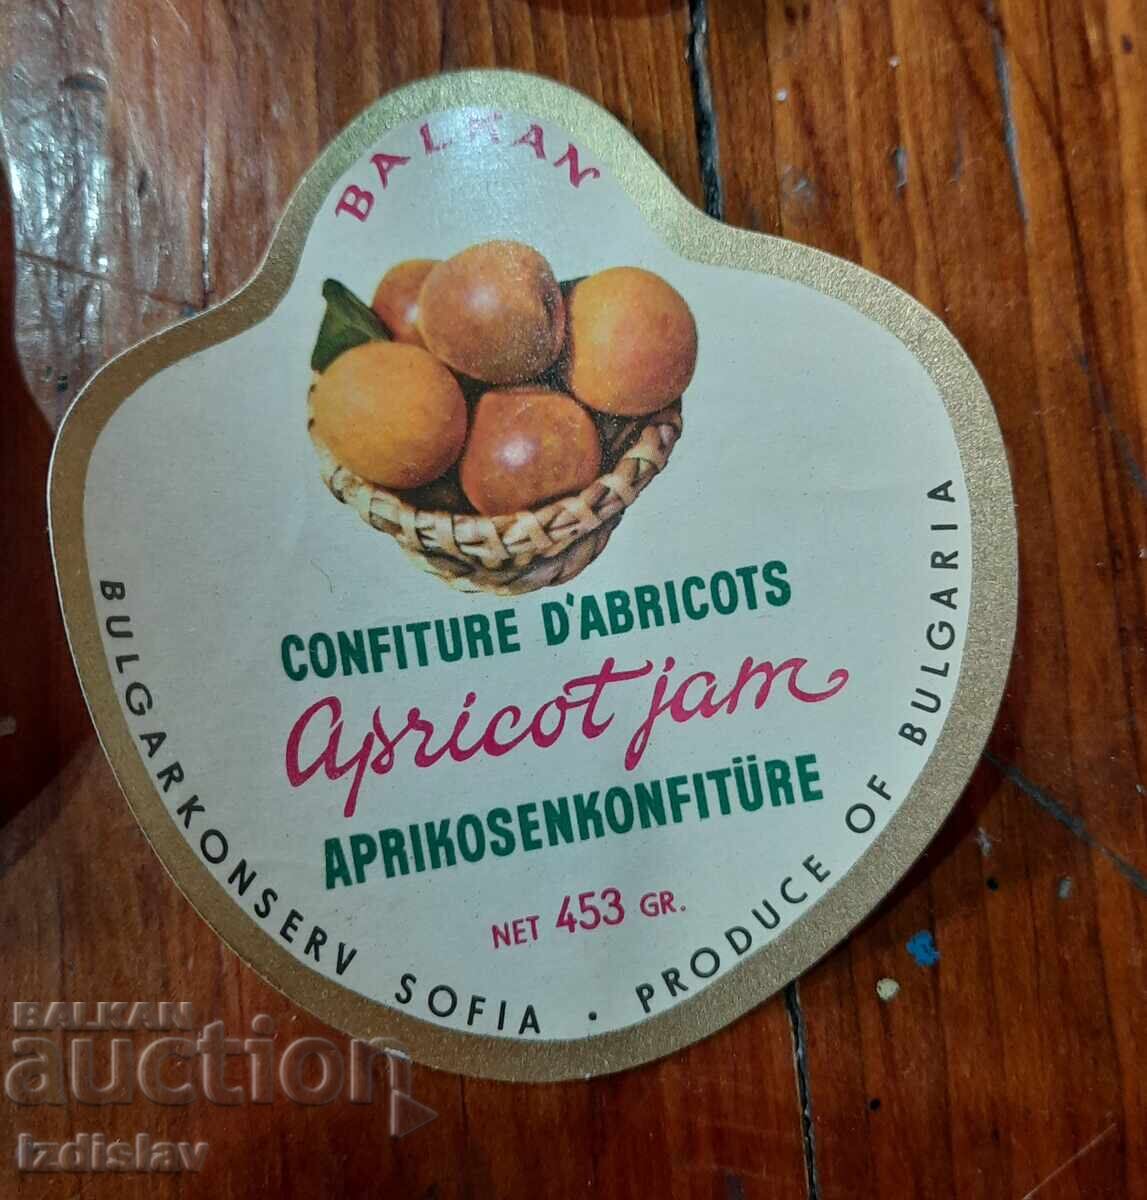 BALKAN
CONFITURE D'ABRICOTS
Apricot jam
APRIKOSENKONFITÜRE
NET 453 GR.
BULGARKONSERV SOFIA · PRODUCE OF BULGARIA
BALKAN
auction
Izdislav